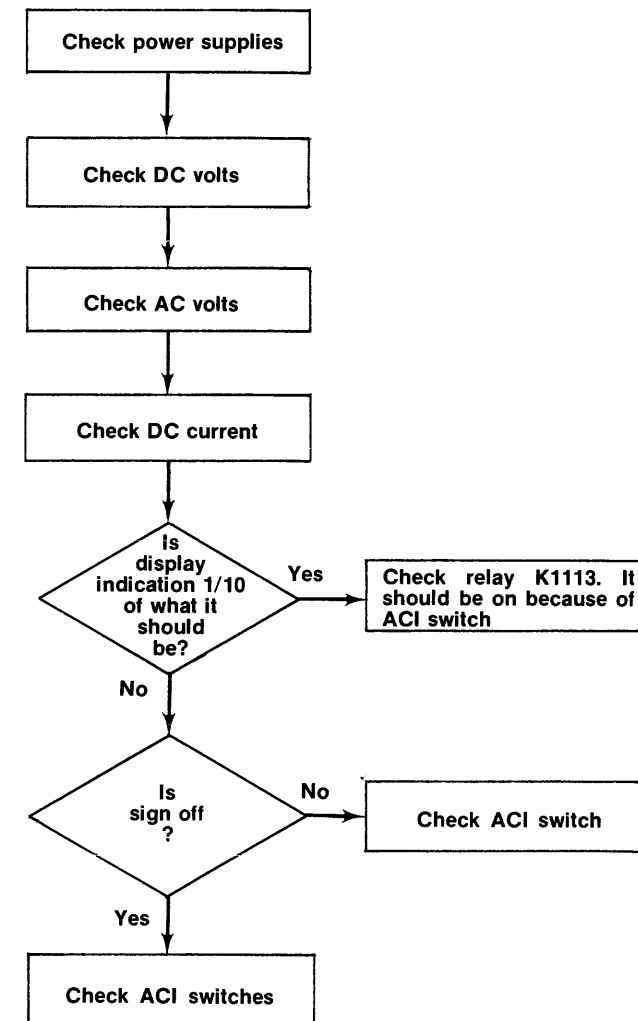 Check power supplies
Check DC volts
Check AC volts
Check DC current
Is
display
indication 1/10
of what it
should
be?
Yes
Check relay K1113. It
should be on because of
ACI switch
No
Is
sign off
?
No
Check ACI switch
Yes
Check ACI switches